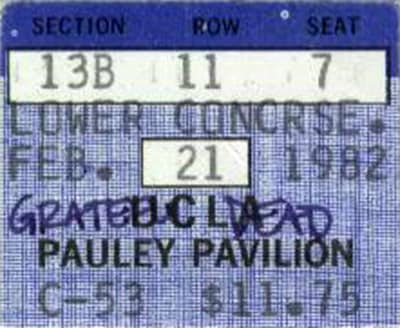 SECTION ROW SEAT
13B 11 7
LOWER CONCRSE.
FEB. 21 1982
UCLA
GRATEFUL DEAD
PAULEY PAVILION
C-53 $11.75